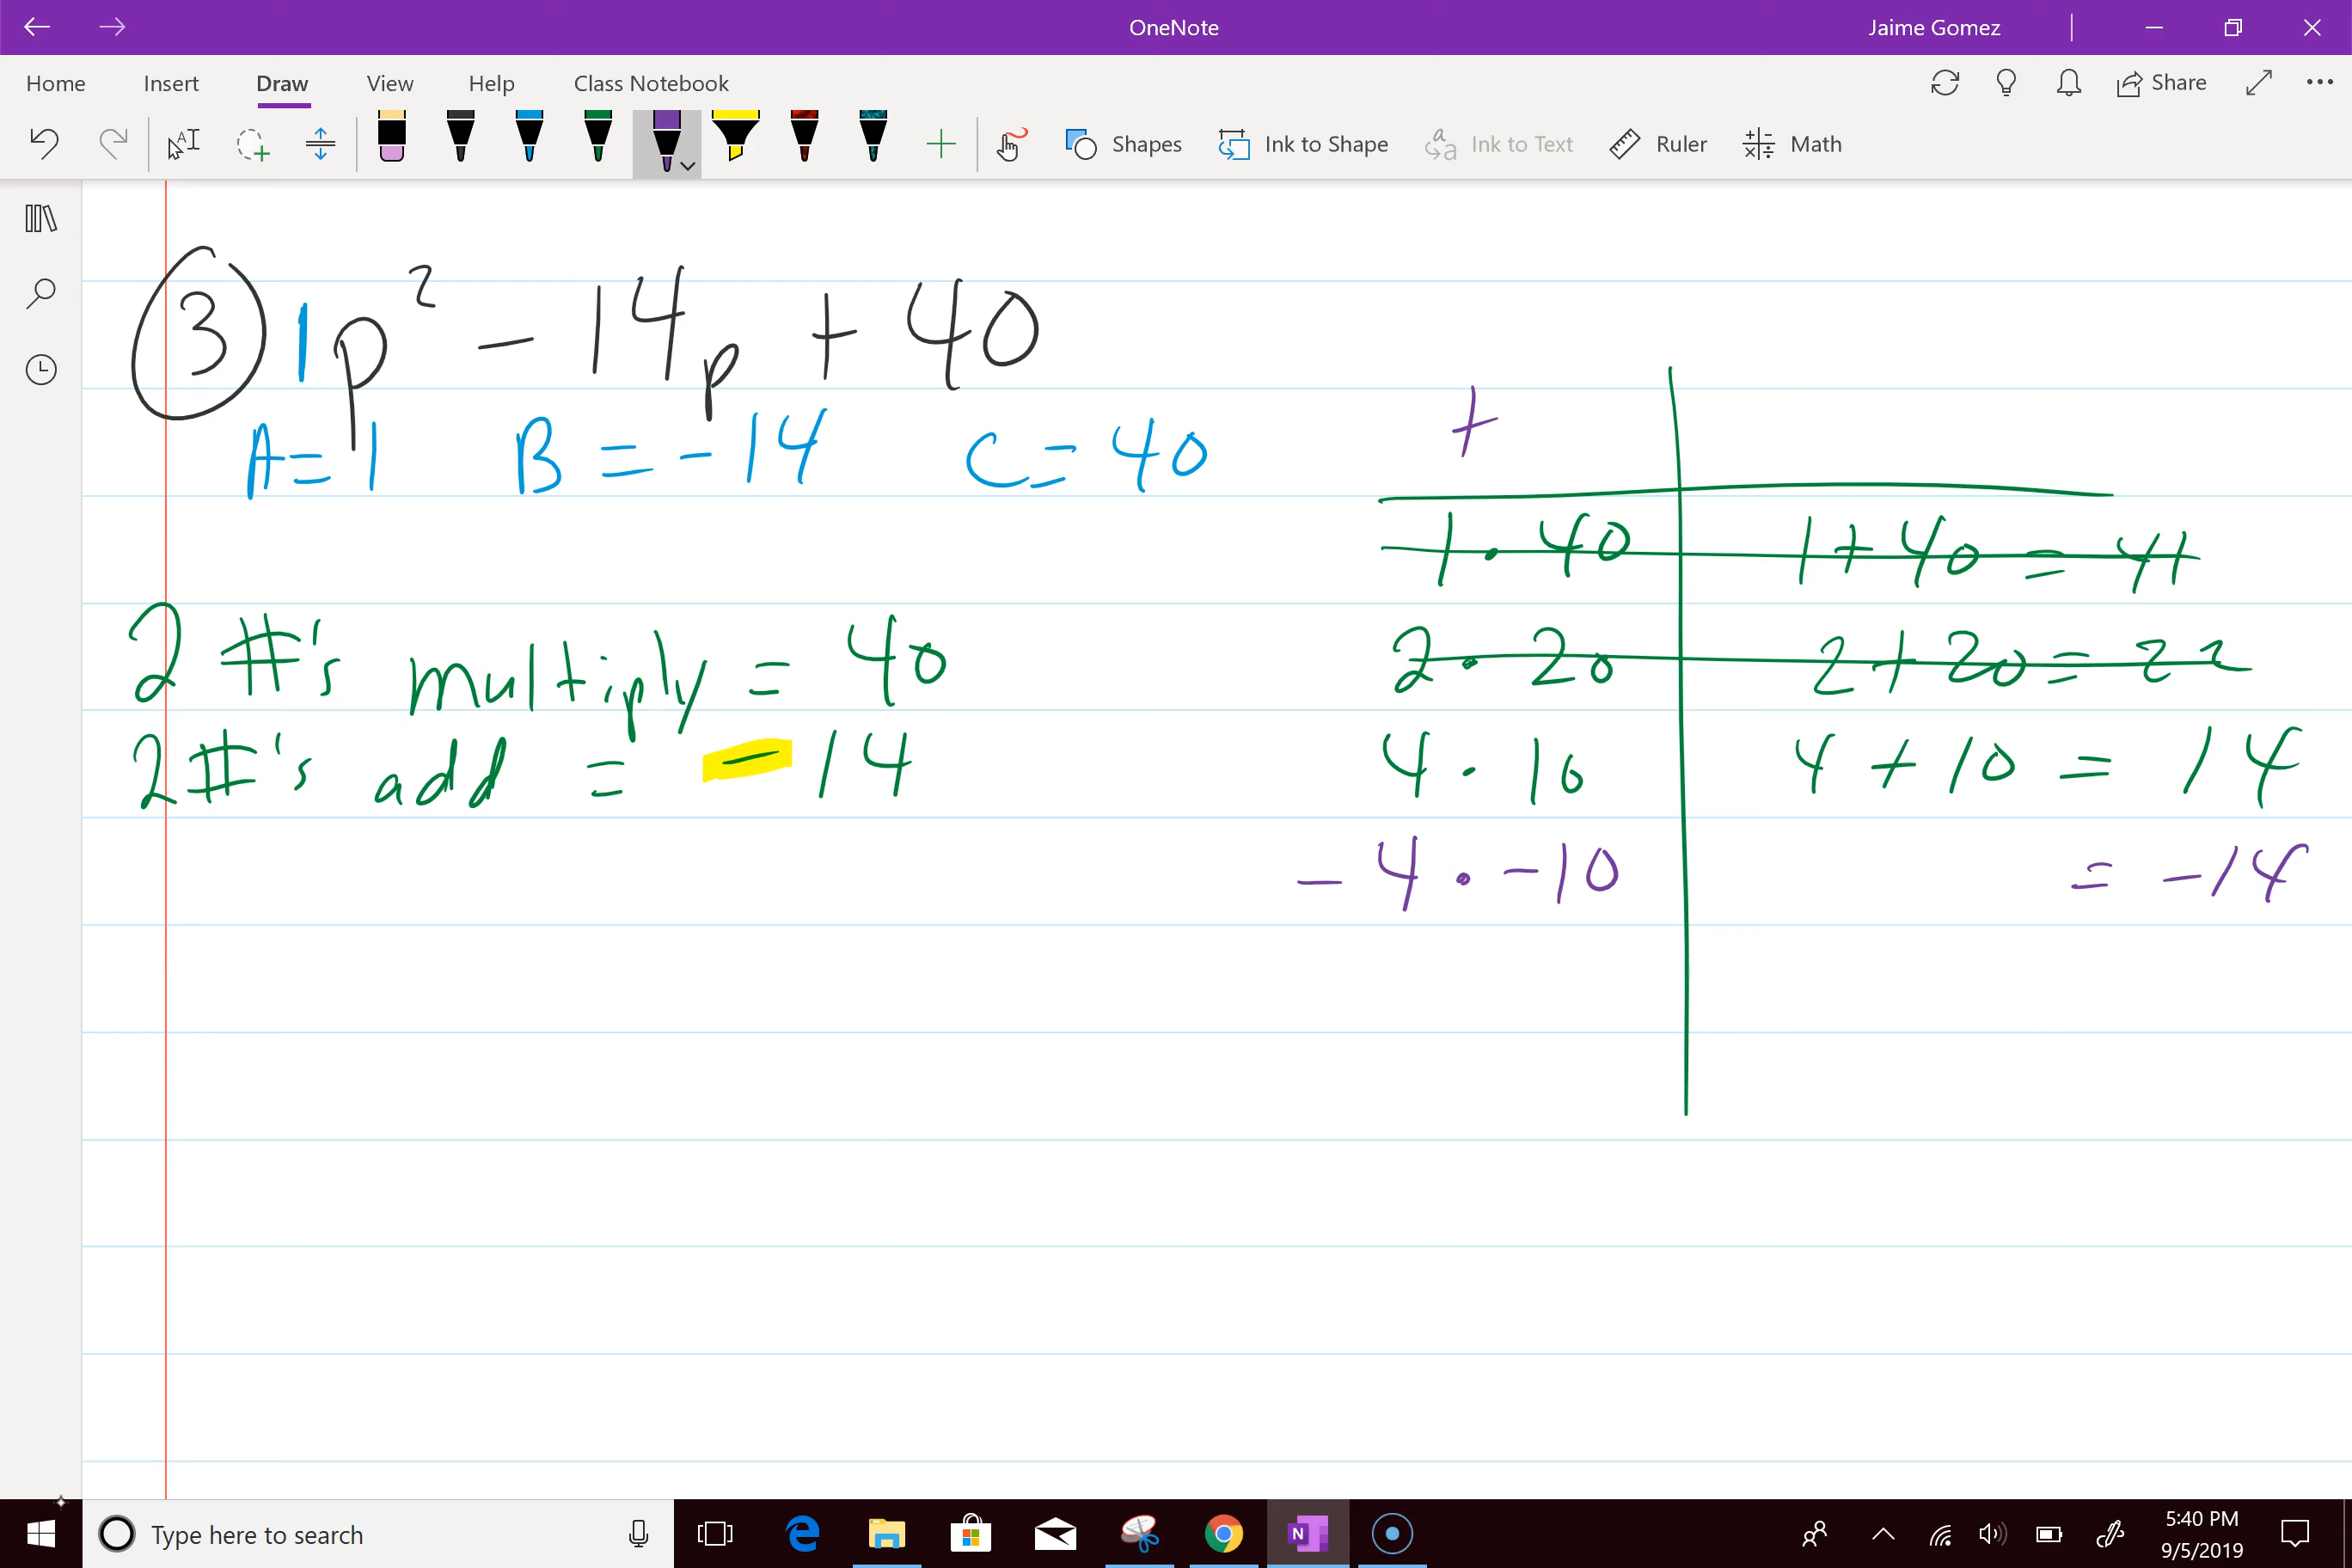 OneNote
Jaime Gomez
Home Insert Draw View Help Class Notebook
Share
Shapes Ink to Shape Ink to Text Ruler Math
③ 1p² - 14p + 40
A = 1 B = -14 C = 40
2 #'s multiply = 40
2 #'s add = -14
+
1 · 40 1 + 40 = 41
2 · 20 2 + 20 = 22
4 · 10 4 + 10 = 14
-4 · -10 = -14
Type here to search
5:40 PM
9/5/2019